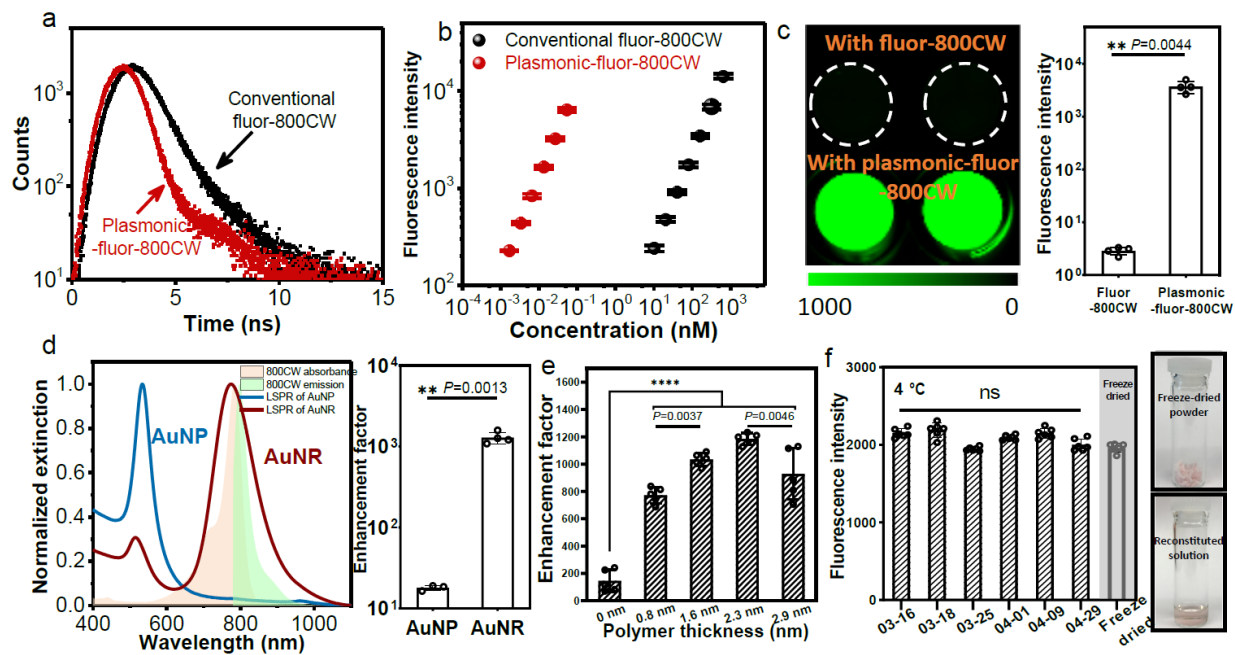 a
10³
10²
10¹
Counts
Conventional
fluor-800CW
Plasmonic
-fluor-800CW
0
5
10
15
Time (ns)
b
Conventional fluor-800CW
Plasmonic-fluor-800CW
10⁴
10³
10²
Fluorescence intensity
10⁻⁴ 10⁻³ 10⁻² 10⁻¹ 10⁰ 10¹ 10² 10³
Concentration (nM)
c
With fluor-800CW
With plasmonic-fluor
-800CW
1000
0
** P=0.0044
10⁵
10⁴
10³
10²
10¹
10⁰
Fluorescence intensity
Fluor
-800CW
Plasmonic
-fluor-800CW
d
800CW absorbance
800CW emission
LSPR of AuNP
LSPR of AuNR
AuNP
AuNR
1.0
0.8
0.6
0.4
0.2
0.0
Normalized extinction
400
600
800
1000
Wavelength (nm)
** P=0.0013
10⁴
10³
10²
10¹
Enhancement factor
AuNP
AuNR
e
****
P=0.0037
P=0.0046
1600
1400
1200
1000
800
600
400
200
0
Enhancement factor
0 nm
0.8 nm
1.6 nm
2.3 nm
2.9 nm
Polymer thickness (nm)
f
4 °C
ns
Freeze
dried
3000
2000
1000
0
Fluorescence intensity
03-16
03-18
03-25
04-01
04-09
04-29
Freeze
dried
Freeze-dried
powder
Reconstituted
solution